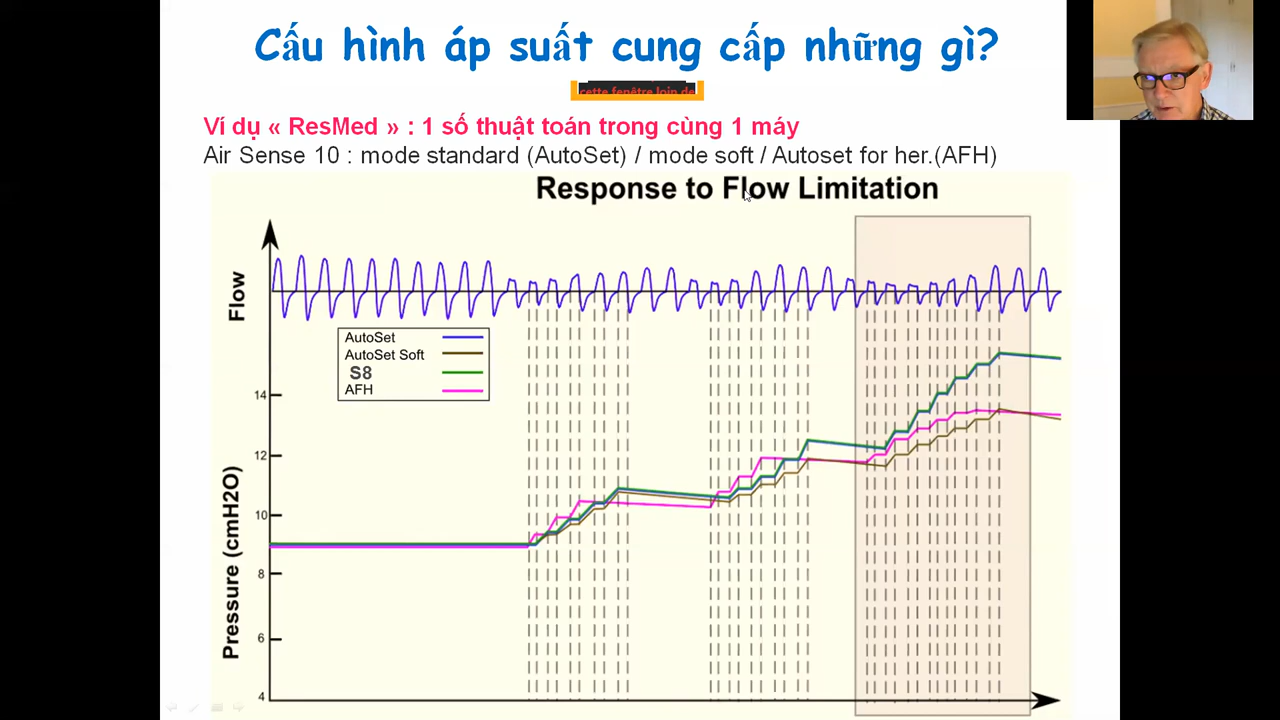 Cấu hình áp suất cung cấp những gì?
cette fenêtre loin de
Ví dụ « ResMed » : 1 số thuật toán trong cùng 1 máy
Air Sense 10 : mode standard (AutoSet) / mode soft / Autoset for her.(AFH)
Response to Flow Limitation
Flow
AutoSet
AutoSet Soft
S8
AFH
Pressure (cmH2O)
14
12
10
8
6
4